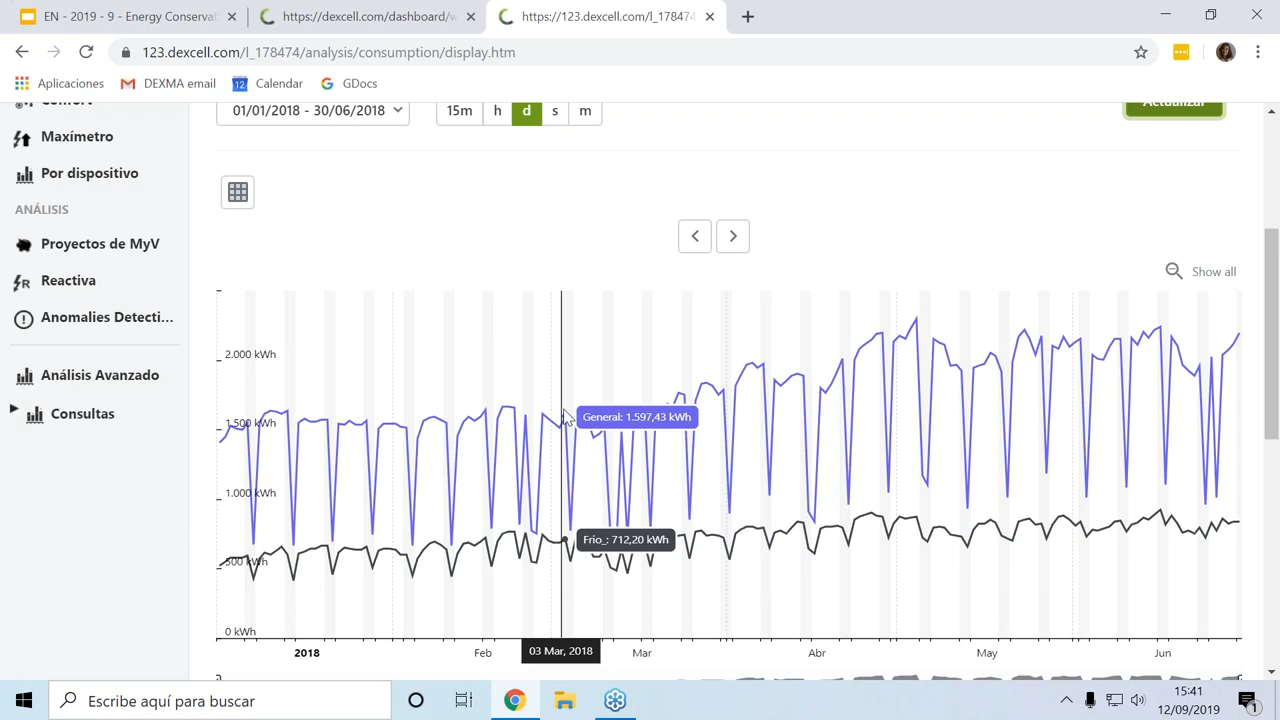 EN - 2019 - 9 - Energy Conservat
https://dexcell.com/dashboard/w
https://123.dexcell.com/l_178474
123.dexcell.com/l_178474/analysis/consumption/display.htm
Aplicaciones
DEXMA email
Calendar
GDocs
Confort
Maxímetro
Por dispositivo
ANÁLISIS
Proyectos de MyV
Reactiva
Anomalies Detecti...
Análisis Avanzado
Consultas
01/01/2018 - 30/06/2018
15m h d s m
Actualizar
Show all
2.000 kWh
1.500 kWh
1.000 kWh
500 kWh
0 kWh
General: 1.597,43 kWh
Frio_: 712,20 kWh
2018 Feb 03 Mar, 2018 Mar Abr May Jun
Escribe aquí para buscar
15:41
12/09/2019
1